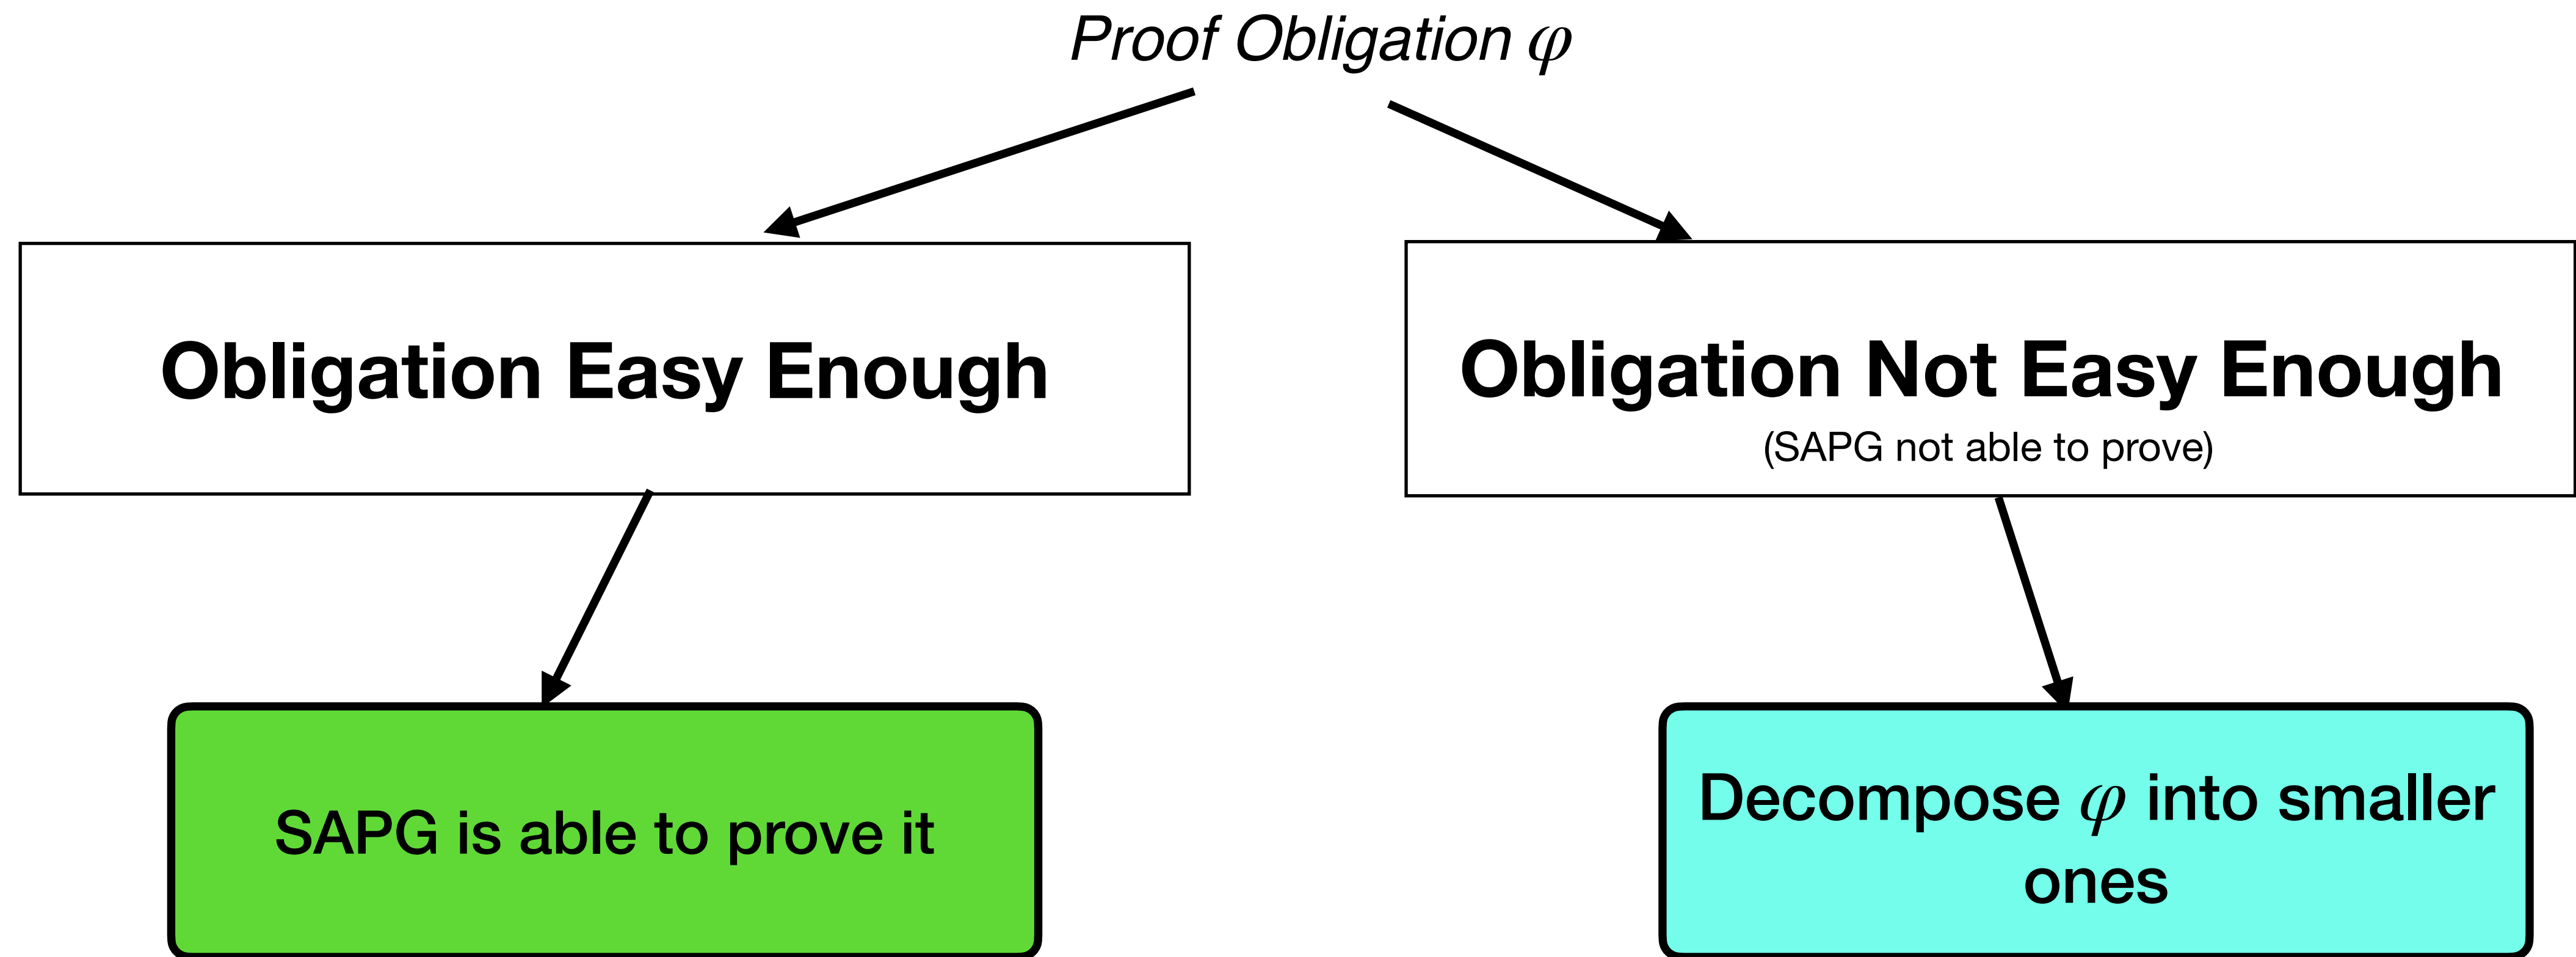 Proof Obligation φ
Obligation Easy Enough
Obligation Not Easy Enough
(SAPG not able to prove)
SAPG is able to prove it
Decompose φ into smaller
ones